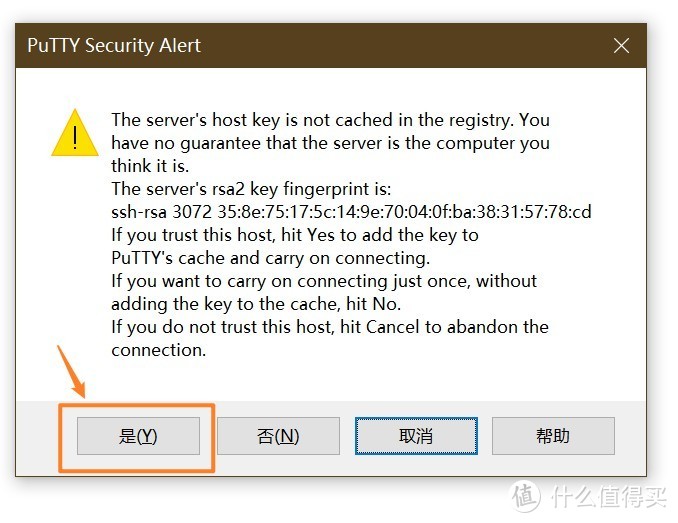 PuTTY Security Alert
The server's host key is not cached in the registry. You
have no guarantee that the server is the computer you
think it is.
The server's rsa2 key fingerprint is:
ssh-rsa 3072 35:8e:75:17:5c:14:9e:70:04:0f:ba:38:31:57:78:cd
If you trust this host, hit Yes to add the key to
PuTTY's cache and carry on connecting.
If you want to carry on connecting just once, without
adding the key to the cache, hit No.
If you do not trust this host, hit Cancel to abandon the
connection.
是(Y) 否(N) 取消 帮助
值 什么值得买